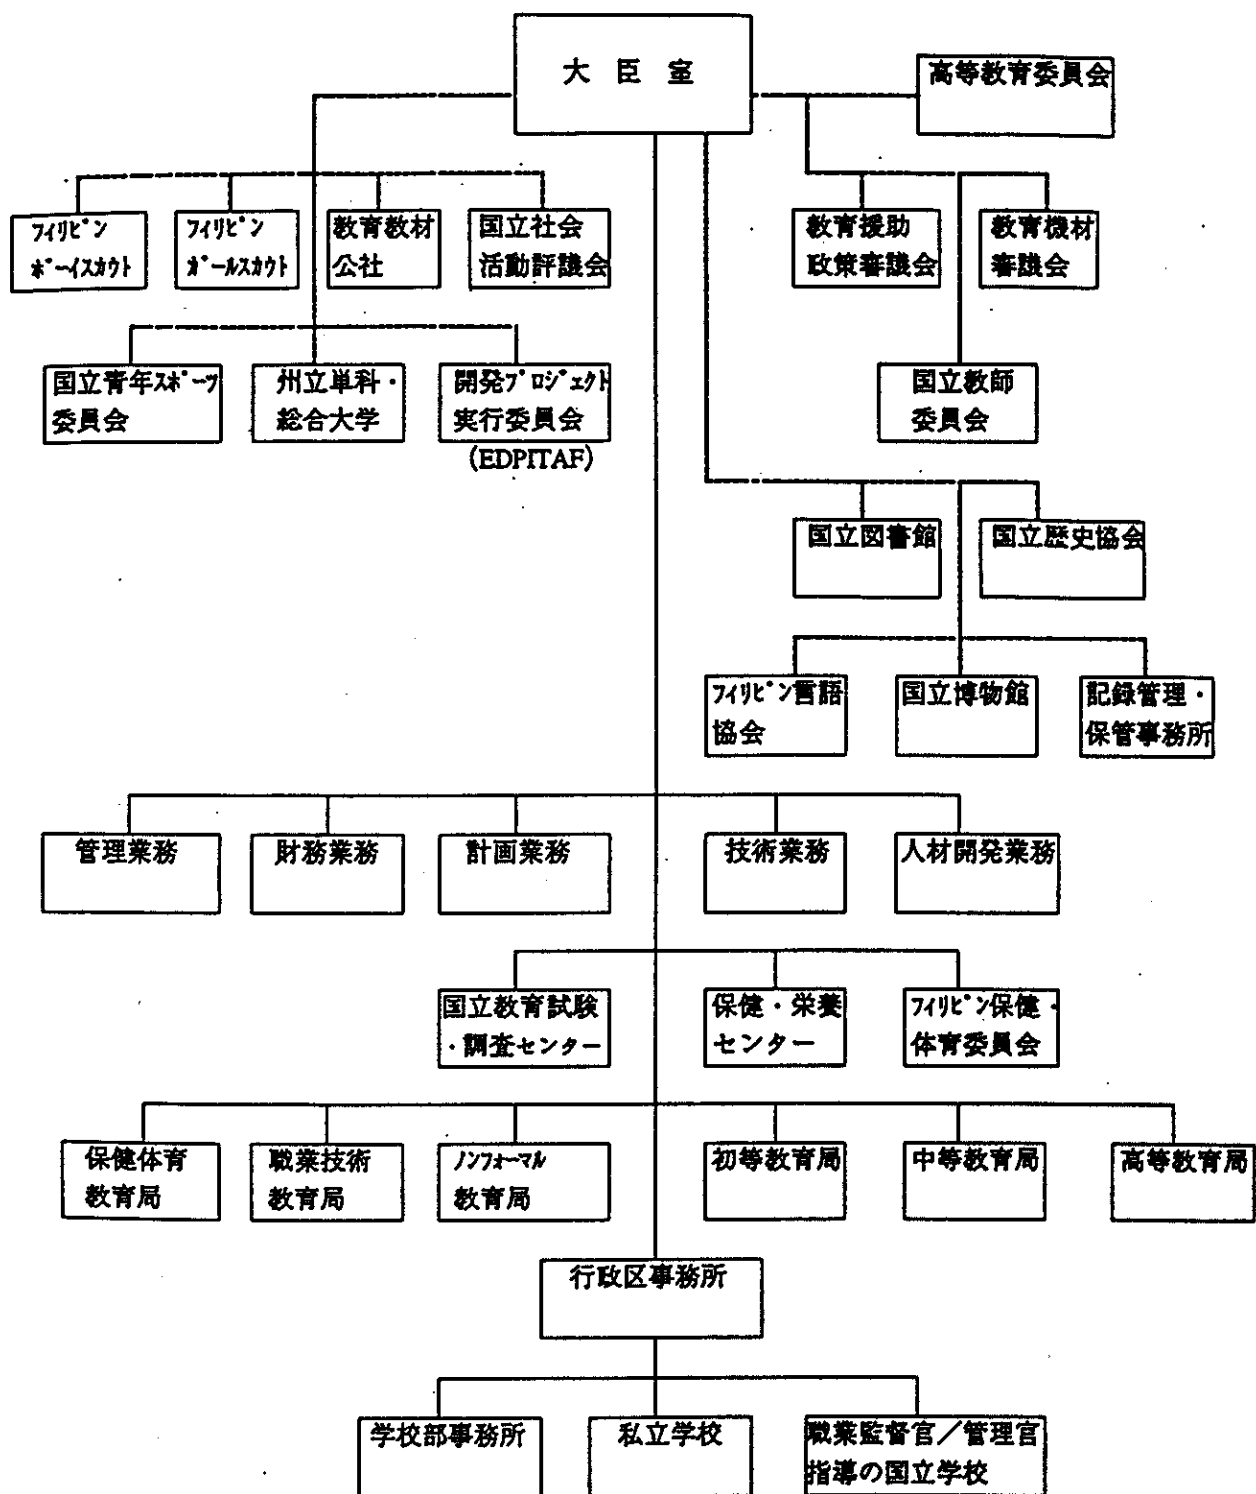 大臣室
高等教育委員会
フィリピン
ボーイスカウト
フィリピン
ガールスカウト
教育教材
公社
国立社会
活動評議会
教育援助
政策審議会
教育機材
審議会
国立青年スポーツ
委員会
州立単科・
総合大学
開発プロジェクト
実行委員会
(EDPITAF)
国立教師
委員会
国立図書館
国立歴史協会
フィリピン言語
協会
国立博物館
記録管理・
保管事務所
管理業務
財務業務
計画業務
技術業務
人材開発業務
国立教育試験
・調査センター
保健・栄養
センター
フィリピン保健・
体育委員会
保健体育
教育局
職業技術
教育局
ノンフォーマル
教育局
初等教育局
中等教育局
高等教育局
行政区事務所
学校部事務所
私立学校
職業監督官／管理官
指導の国立学校